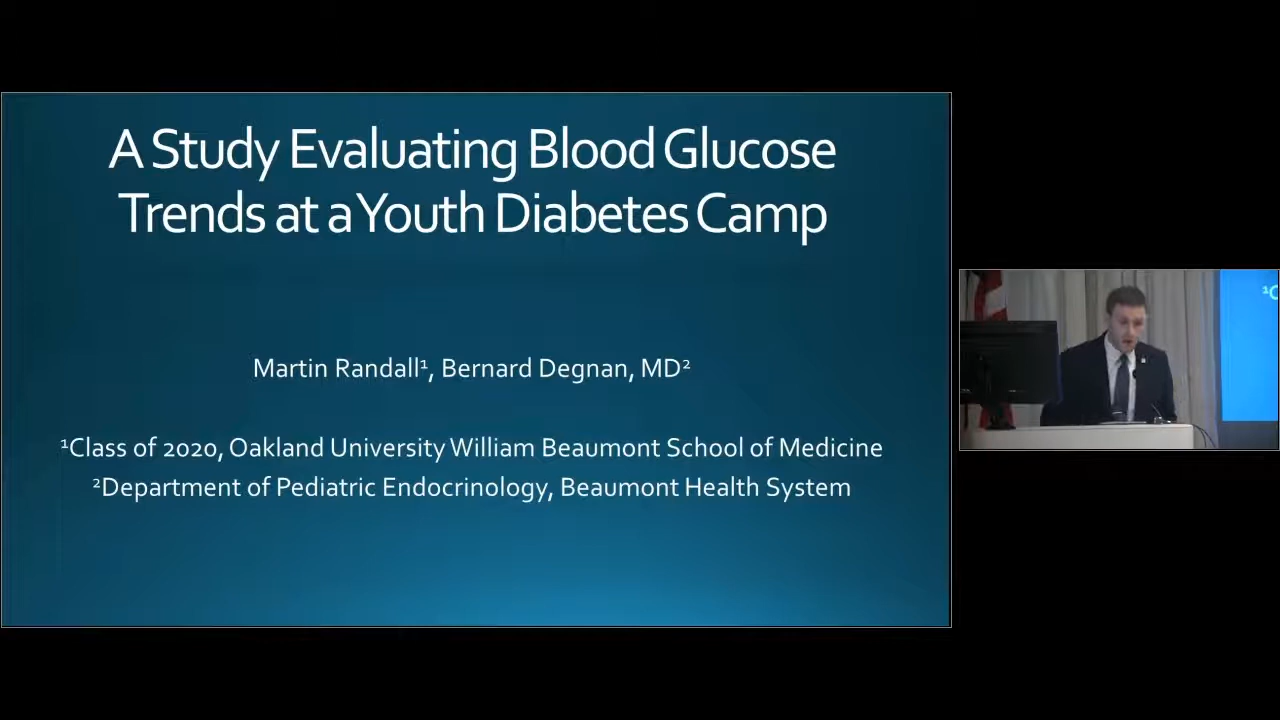 A Study Evaluating Blood Glucose
Trends at a Youth Diabetes Camp
Martin Randall¹, Bernard Degnan, MD²
¹Class of 2020, Oakland University William Beaumont School of Medicine
²Department of Pediatric Endocrinology, Beaumont Health System
¹C